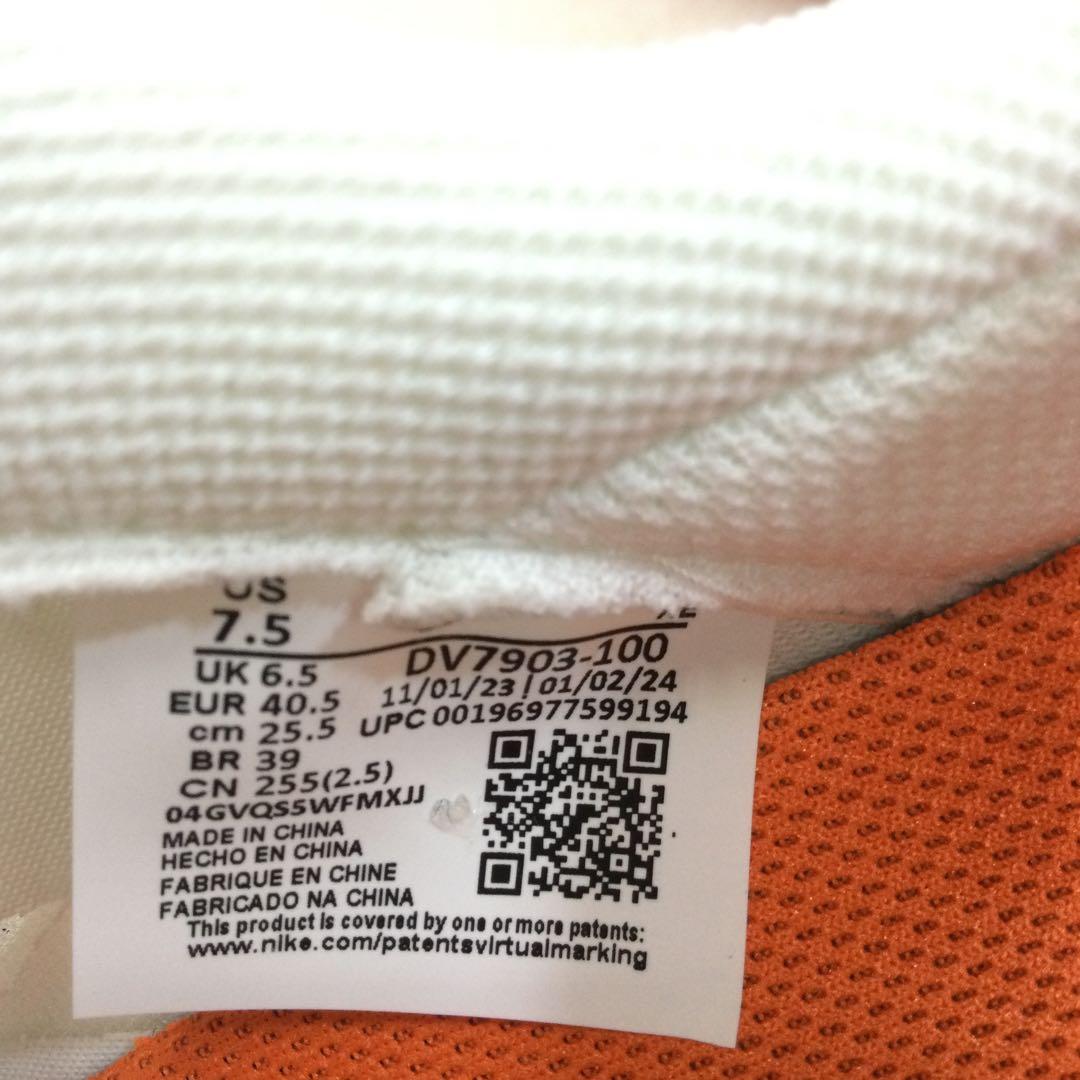 US
7.5
UK 6.5
EUR 40.5
cm 25.5
BR 39
CN 255(2.5)
DV7903-100
11/01/23 | 01/02/24
UPC 00196977599194
04GVQS5WFMXJJ
MADE IN CHINA
HECHO EN CHINA
FABRIQUE EN CHINE
FABRICADO NA CHINA
This product is covered by one or more patents:
www.nike.com/patentsvirtualmarking